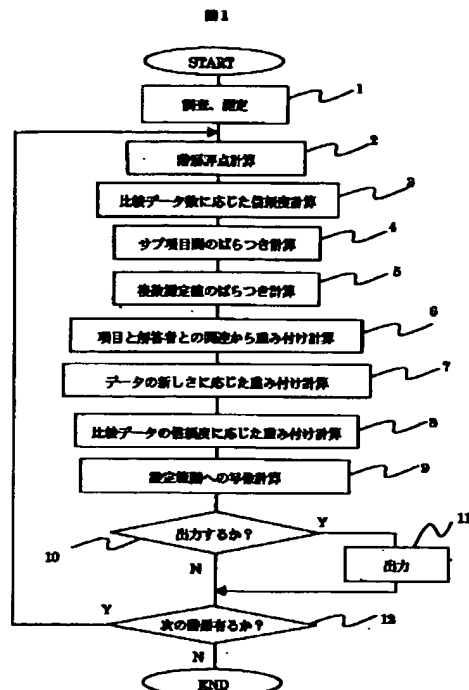 図1
START
調査、測定
1
2
階層評点計算
比較データ数に応じた信頼度計算
3
サブ項目間のばらつき計算
4
複数測定値のばらつき計算
5
項目と解答者との関連から重み付け計算
6
データの新しさに応じた重み付け計算
7
比較データの信頼度に応じた重み付け計算
8
設定範囲への写像計算
9
出力するか?
Y
10
N
出力
11
Y
次の階層有るか?
12
N
END